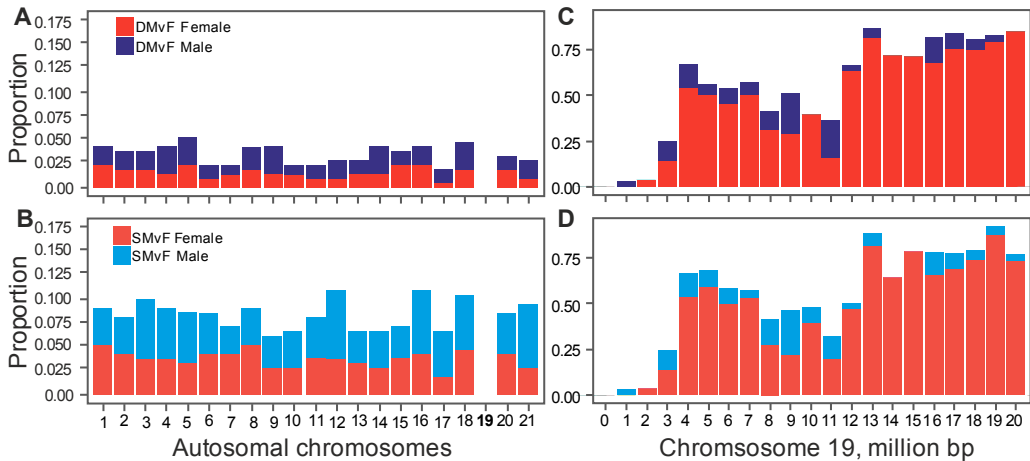 A
DMvF Female
DMvF Male
Proportion
0.175
0.150
0.125
0.100
0.075
0.050
0.025
0.00
C
0.75
0.50
0.25
0.00
B
SMvF Female
SMvF Male
Proportion
0.175
0.150
0.125
0.100
0.075
0.050
0.025
0.00
1 2 3 4 5 6 7 8 9 10 11 12 13 14 15 16 17 18 19 20 21
Autosomal chromosomes
D
0.75
0.50
0.25
0.00
0 1 2 3 4 5 6 7 8 9 10 11 12 13 14 15 16 17 18 19 20
Chromsosome 19, million bp